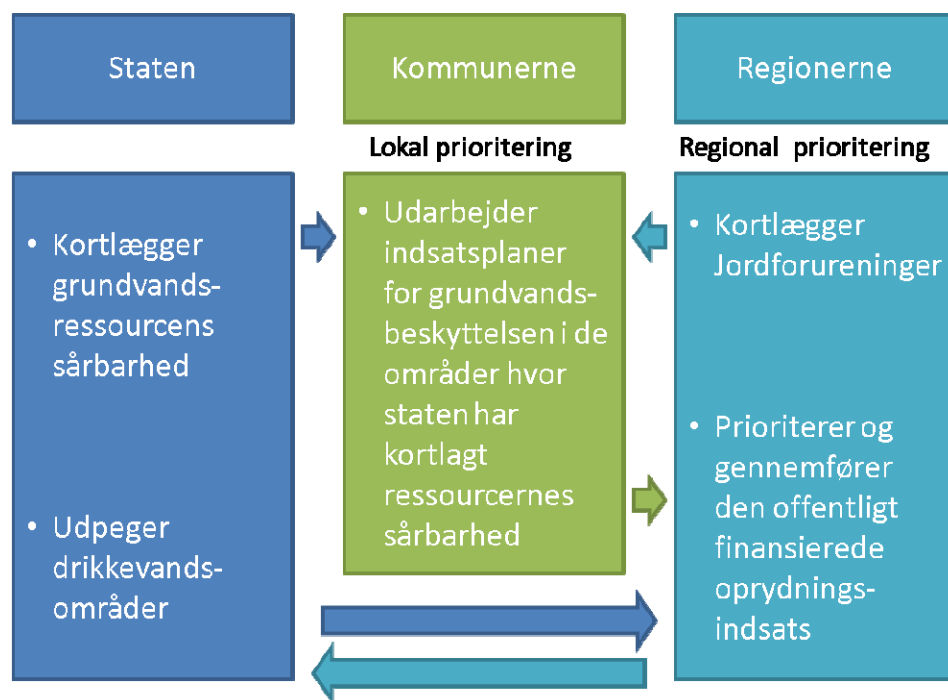 Staten
Kommunerne
Regionerne
Lokal prioritering
Regional prioritering
• Kortlægger
grundvands-
ressourcens
sårbarhed
• Udpeger
drikkevands-
områder
• Udarbejder
indsatsplaner
for grundvands-
beskyttelsen i de
områder hvor
staten har
kortlagt
ressourcernes
sårbarhed
• Kortlægger
Jordforureninger
• Prioriterer og
gennemfører
den offentligt
finansierede
oprydnings-
indsats